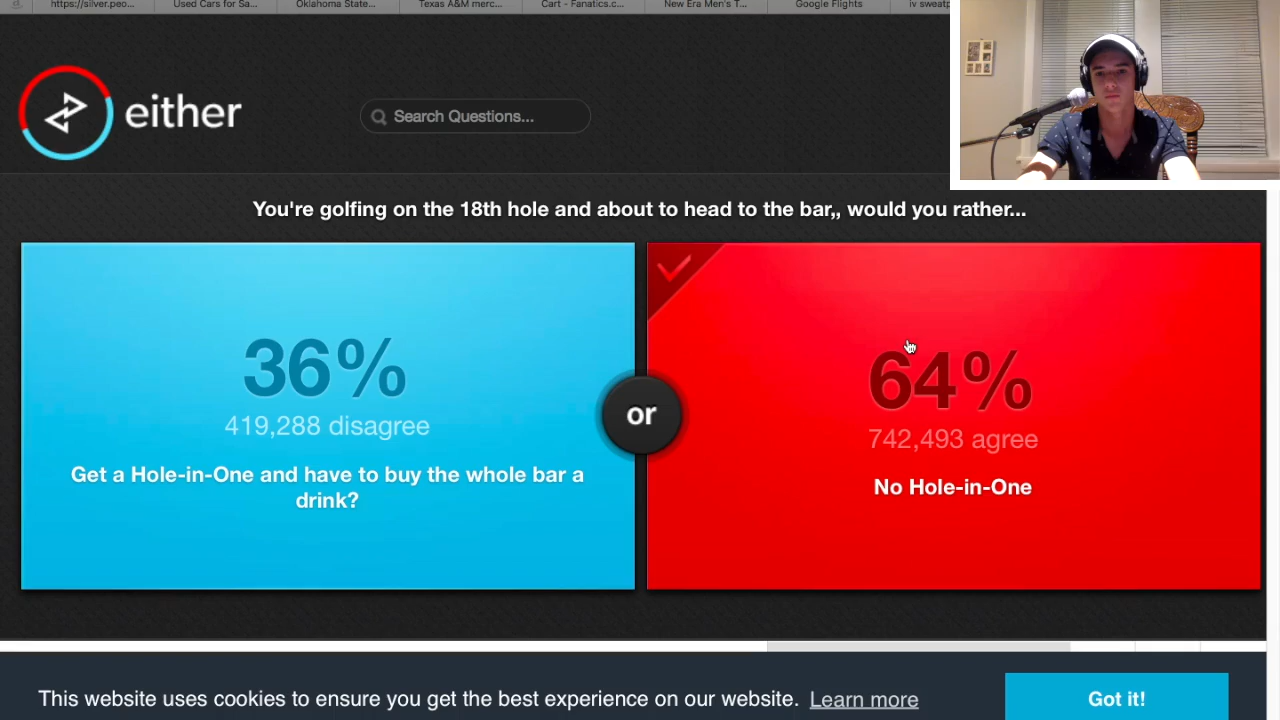 https://silver.peo...
Used Cars for Sa...
Oklahoma State...
Texas A&M merc...
Cart - Fanatics.c...
New Era Men's T...
Google Flights
iv sweatp
either
Search Questions...
You're golfing on the 18th hole and about to head to the bar,, would you rather...
36%
419,288 disagree
Get a Hole-in-One and have to buy the whole bar a
drink?
or
64%
742,493 agree
No Hole-in-One
This website uses cookies to ensure you get the best experience on our website. Learn more
Got it!